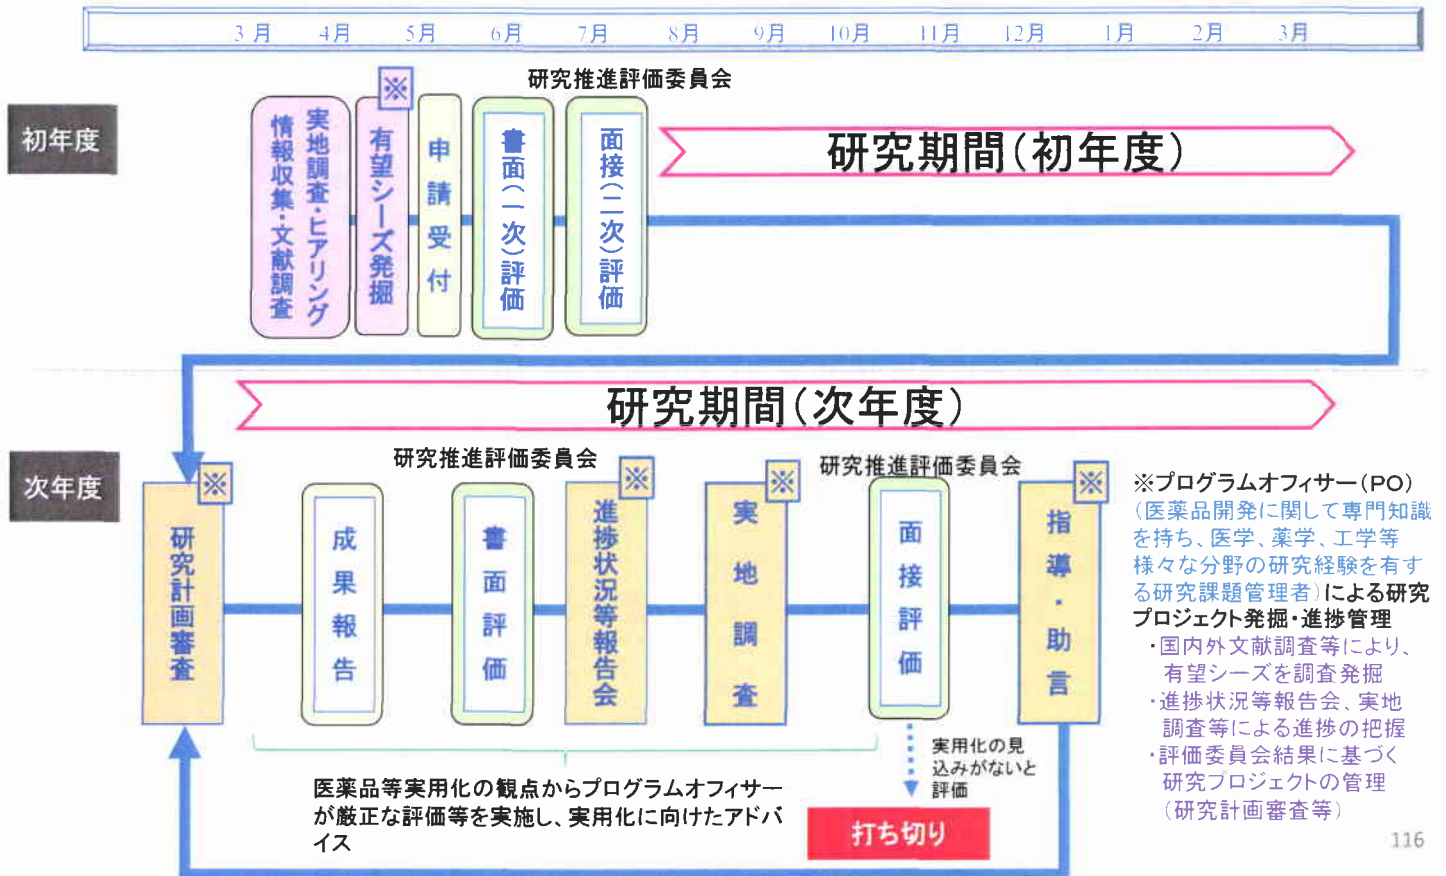 3月 4月 5月 6月 7月 8月 9月 10月 11月 12月 1月 2月 3月
研究推進評価委員会
初年度
実地調査・ヒアリング
情報収集・文献調査
※
有望シーズ発掘
申請受付
書面(一次)評価
面接(二次)評価
研究期間(初年度)
研究期間(次年度)
次年度
研究推進評価委員会
研究推進評価委員会
※
研究計画審査
成果報告
書面評価
※
進捗状況等報告会
※
実地調査
面接評価
※
指導・助言
※プログラムオフィサー(PO)
(医薬品開発に関して専門知識
を持ち、医学、薬学、工学等
様々な分野の研究経験を有す
る研究課題管理者)による研究
プロジェクト発掘・進捗管理
・国内外文献調査等により、
有望シーズを調査発掘
・進捗状況等報告会、実地
調査等による進捗の把握
・評価委員会結果に基づく
研究プロジェクトの管理
(研究計画審査等)
実用化の見
込みがないと
評価
医薬品等実用化の観点からプログラムオフィサー
が厳正な評価等を実施し、実用化に向けたアドバ
イス
打ち切り
116